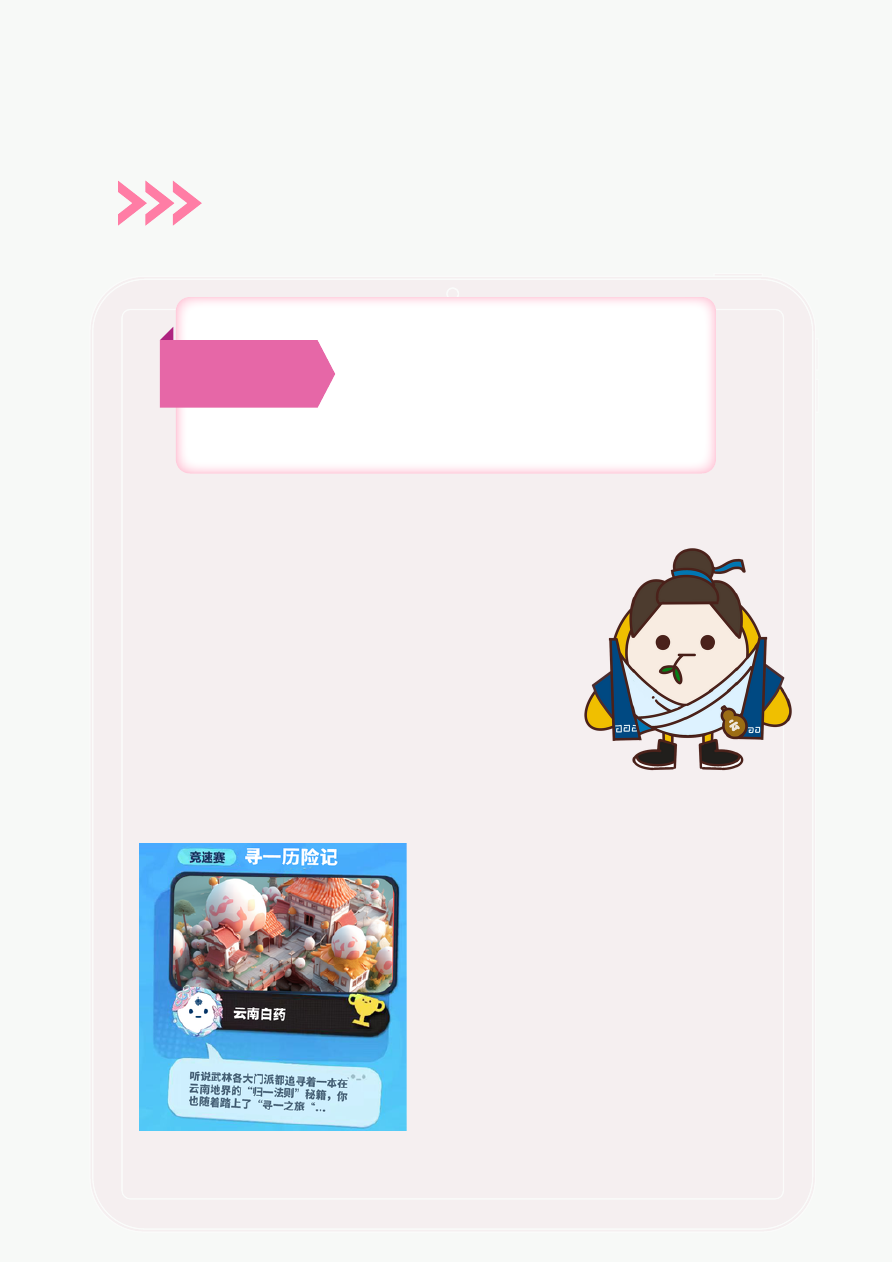 云
竞速赛 寻一历险记
云南白药
听说武林各大门派都追寻着一本在
云南地界的“归一法则”秘籍，你
也随着踏上了“寻一之旅“...